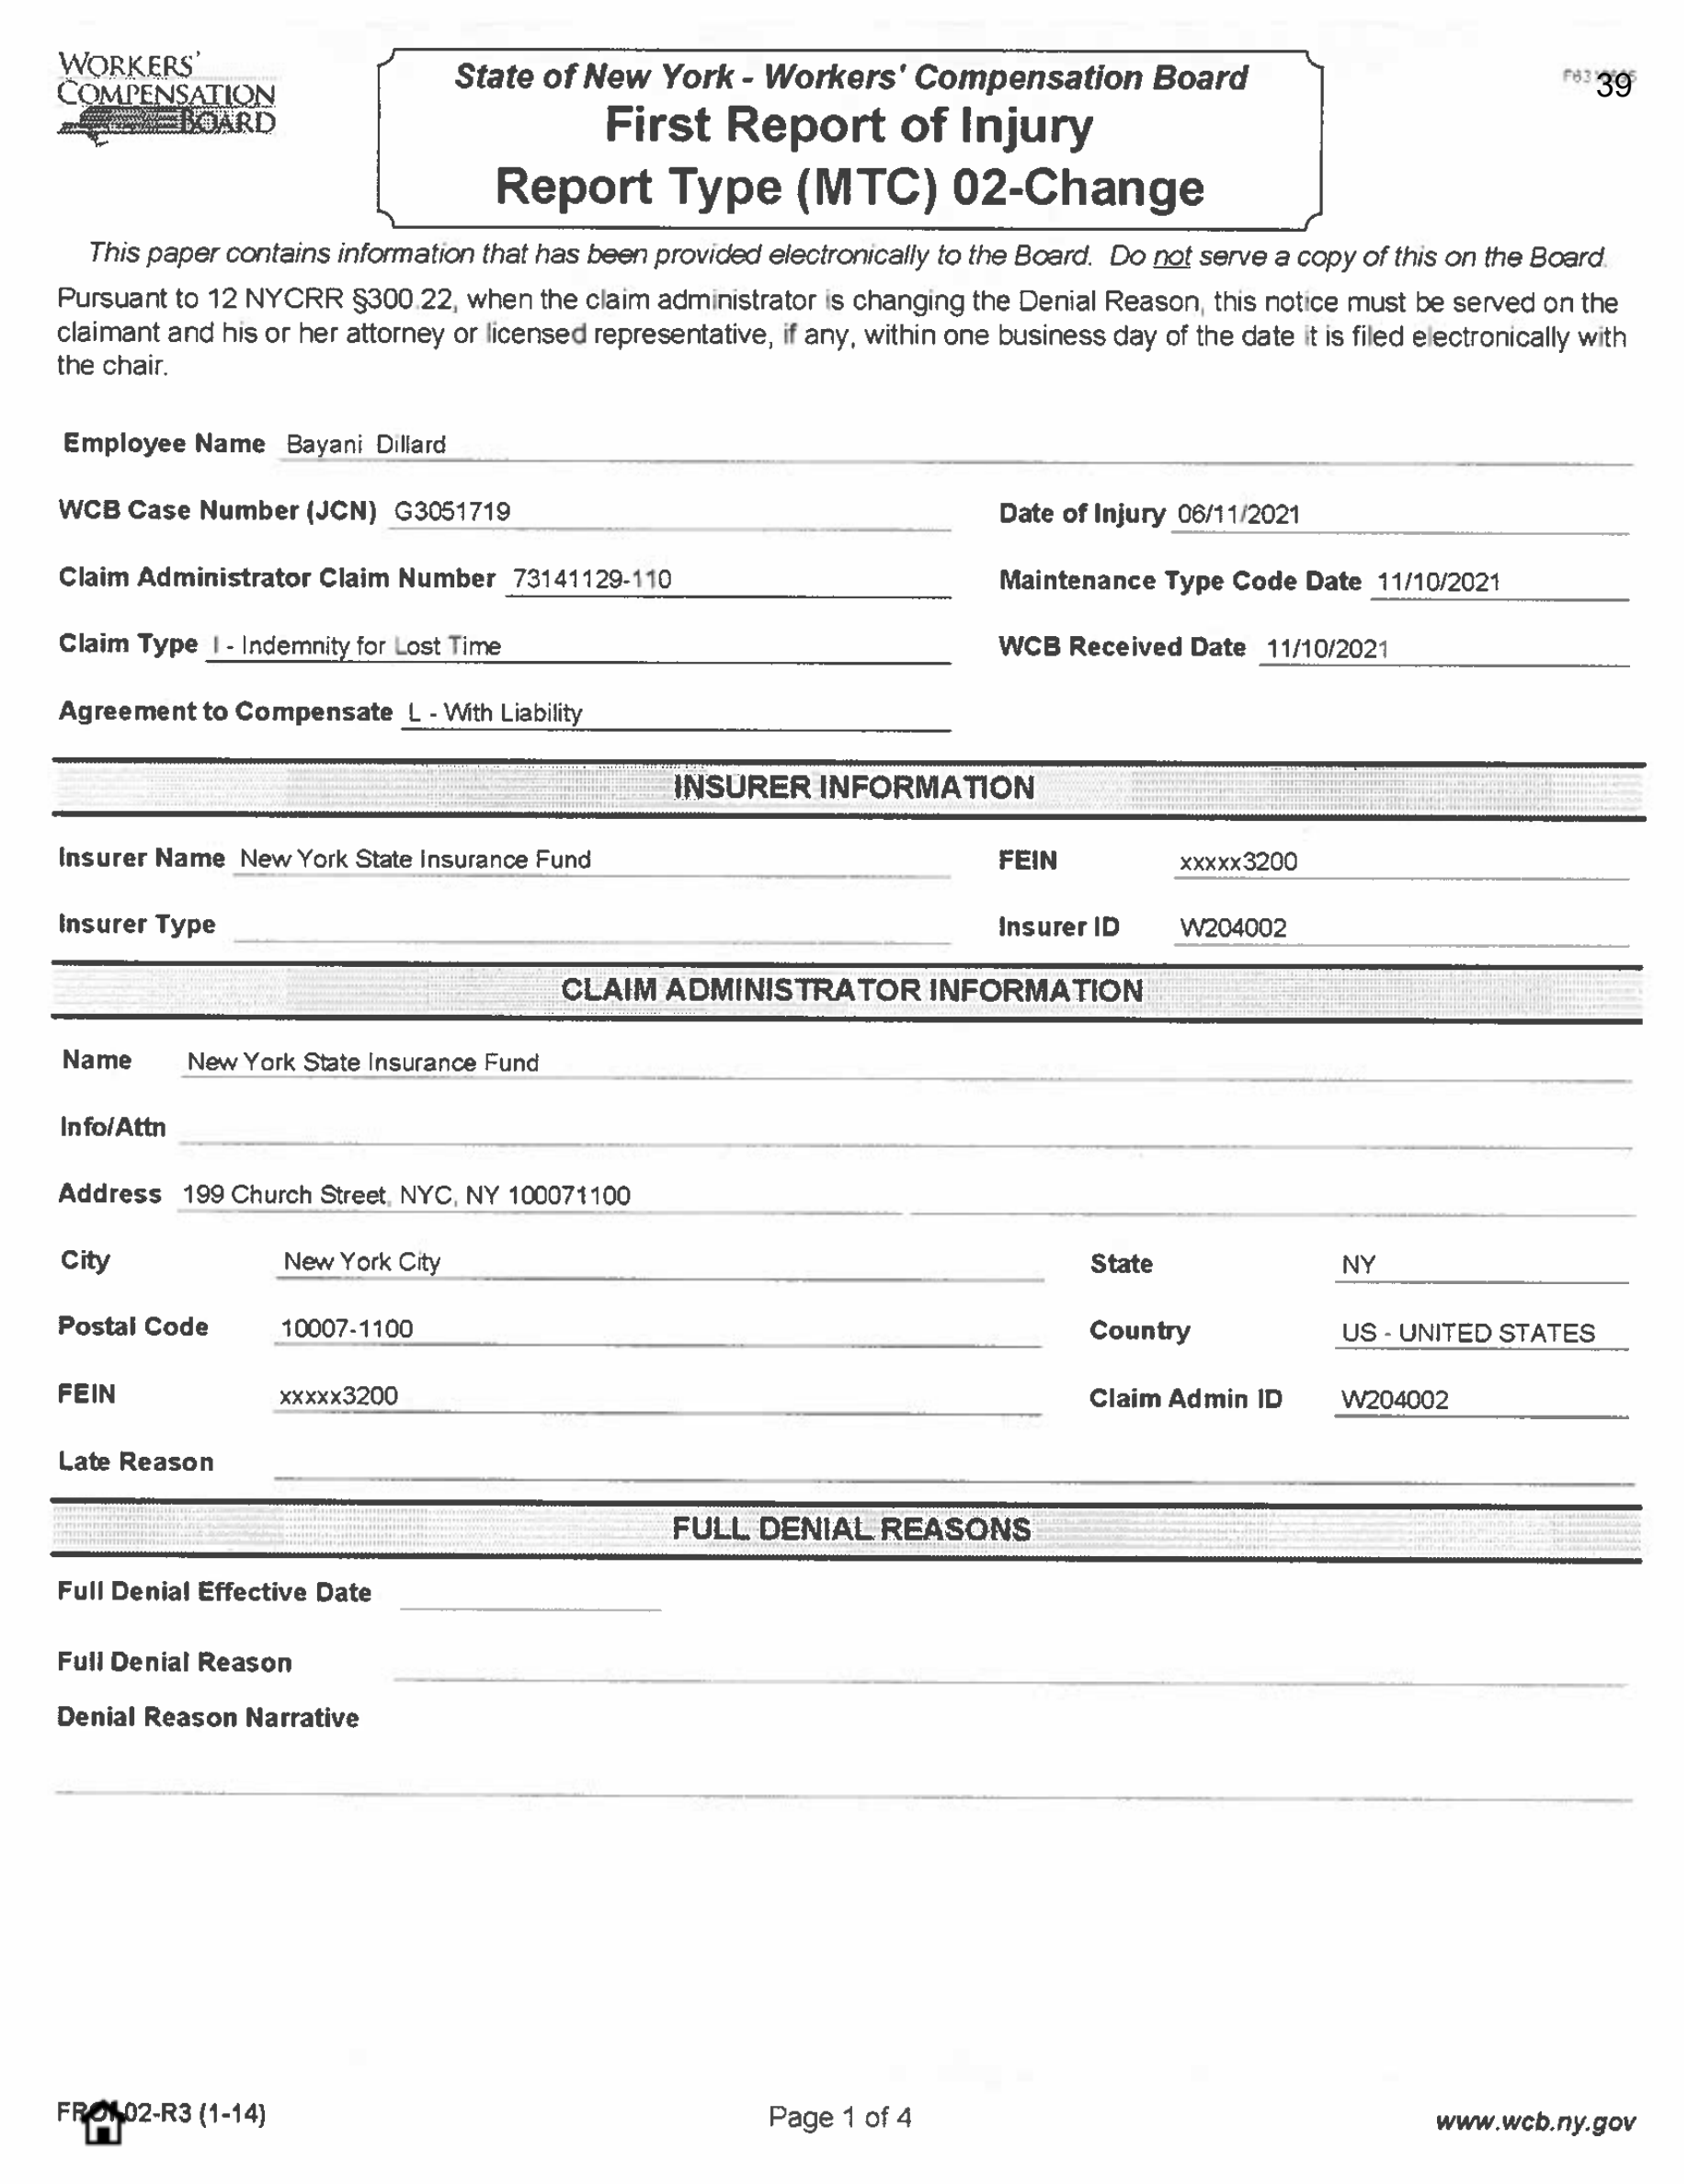 WORKERS'
COMPENSATION
BOARD
State of New York - Workers' Compensation Board
39
First Report of Injury
Report Type (MTC) 02-Change
This paper contains information that has been provided electronically to the Board. Do not serve a copy of this on the Board.
Pursuant to 12 NYCRR §300.22, when the claim administrator is changing the Denial Reason, this notice must be served on the
claimant and his or her attorney or licensed representative, if any, within one business day of the date it is filed electronically with
the chair.
Employee Name Bayani Dillard
WCB Case Number (JCN) G3051719 Date of Injury 06/11/2021
Claim Administrator Claim Number 73141129-110 Maintenance Type Code Date 11/10/2021
Claim Type I - Indemnity for Lost Time WCB Received Date 11/10/2021
Agreement to Compensate L - With Liability
INSURER INFORMATION
Insurer Name New York State Insurance Fund FEIN xxxxx3200
Insurer Type Insurer ID W204002
CLAIM ADMINISTRATOR INFORMATION
Name New York State Insurance Fund
Info/Attn
Address 199 Church Street, NYC, NY 100071100
City New York City State NY
Postal Code 10007-1100 Country US - UNITED STATES
FEIN xxxxx3200 Claim Admin ID W204002
Late Reason
FULL DENIAL REASONS
Full Denial Effective Date
Full Denial Reason
Denial Reason Narrative
02-R3 (1-14) Page 1 of 4 www.wcb.ny.gov